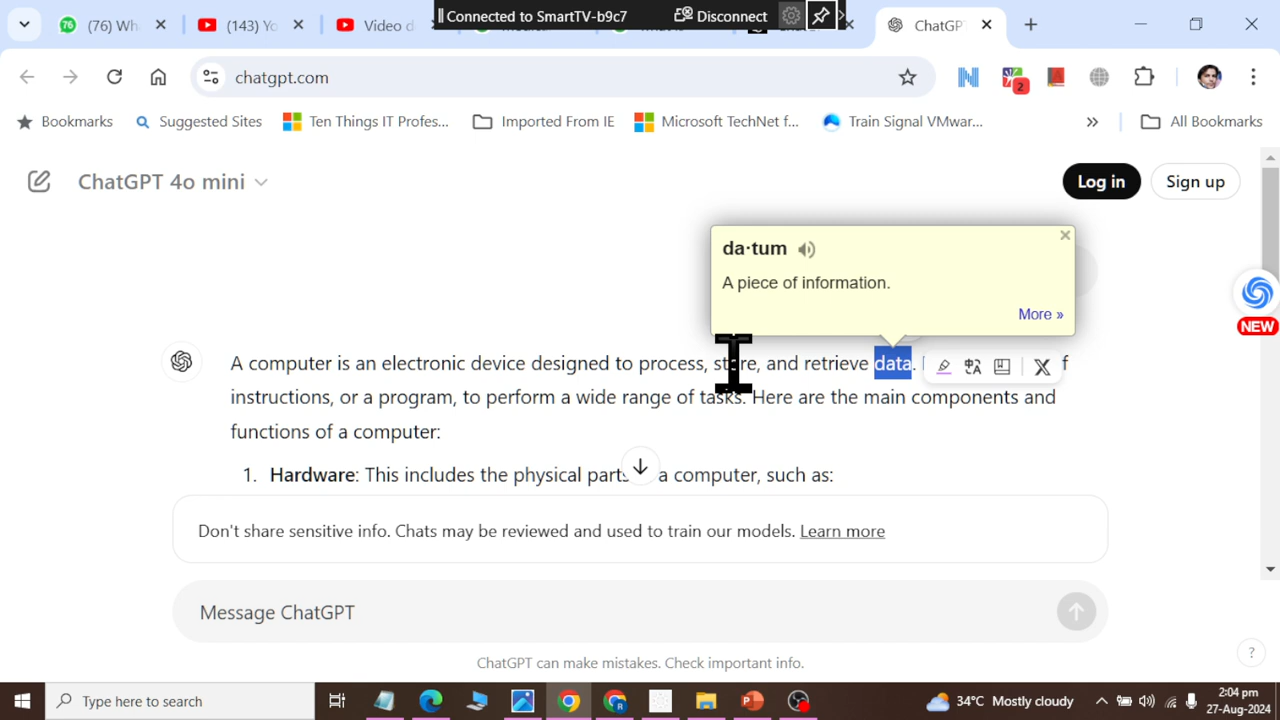 (76) Wh
(143) Yo
Video d
Connected to SmartTV-b9c7
Disconnect
ChatGP
chatgpt.com
2
Bookmarks
Suggested Sites
Ten Things IT Profes...
Imported From IE
Microsoft TechNet f...
Train Signal VMwar...
All Bookmarks
ChatGPT 4o mini
Log in
Sign up
da·tum
A piece of information.
More »
NEW
A computer is an electronic device designed to process, store, and retrieve data.
instructions, or a program, to perform a wide range of tasks. Here are the main components and
functions of a computer:
1. Hardware: This includes the physical parts a computer, such as:
Don't share sensitive info. Chats may be reviewed and used to train our models. Learn more
Message ChatGPT
ChatGPT can make mistakes. Check important info.
?
Type here to search
34°C Mostly cloudy
2:04 pm
27-Aug-2024